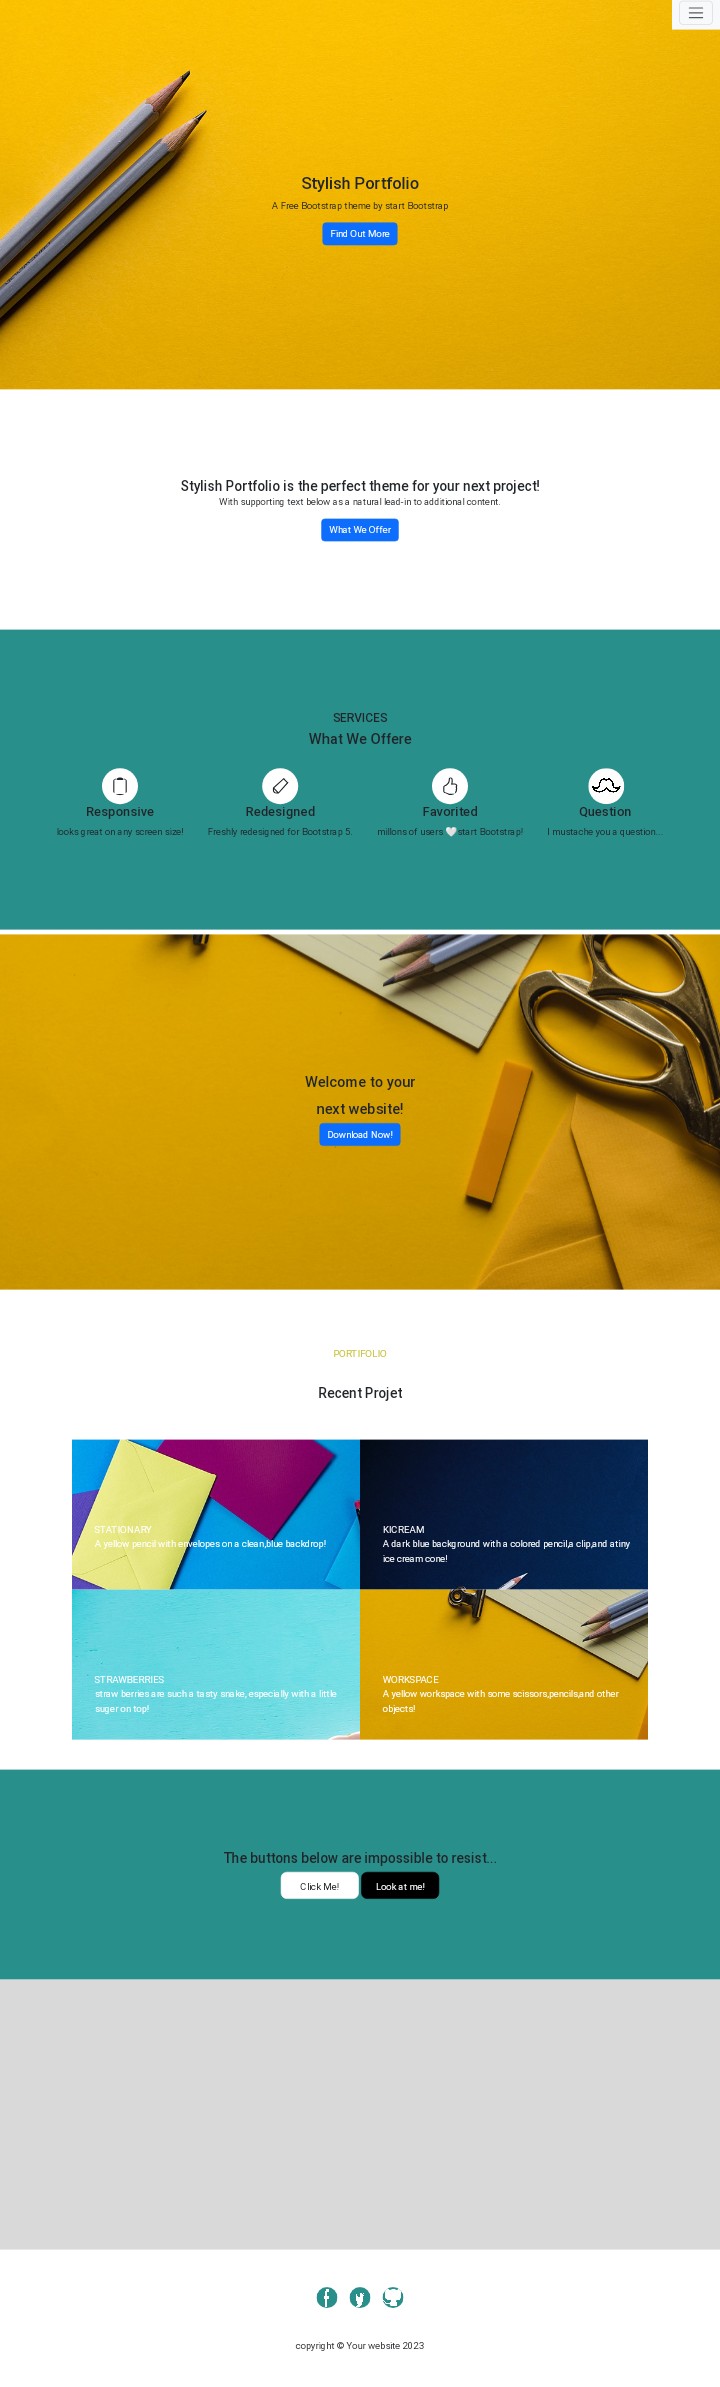 Stylish Portfolio
A Free Bootstrap theme by start Bootstrap
Find Out More
Stylish Portfolio is the perfect theme for your next project!
With supporting text below as a natural lead-in to additional content.
What We Offer
SERVICES
What We Offere
Responsive
looks great on any screen size!
Redesigned
Freshly redesigned for Bootstrap 5.
Favorited
millons of users 🤍start Bootstrap!
Question
I mustache you a question...
Welcome to your
next website!
Download Now!
PORTIFOLIO
Recent Projet
STATIONARY
A yellow pencil with envelopes on a clean,blue backdrop!
KICREAM
A dark blue background with a colored pencil,a clip,and atiny
ice cream cone!
STRAWBERRIES
straw berries are such a tasty snake, especially with a little
suger on top!
WORKSPACE
A yellow workspace with some scissors,pencils,and other
objects!
The buttons below are impossible to resist...
Click Me!
Look at me!
copyright © Your website 2023